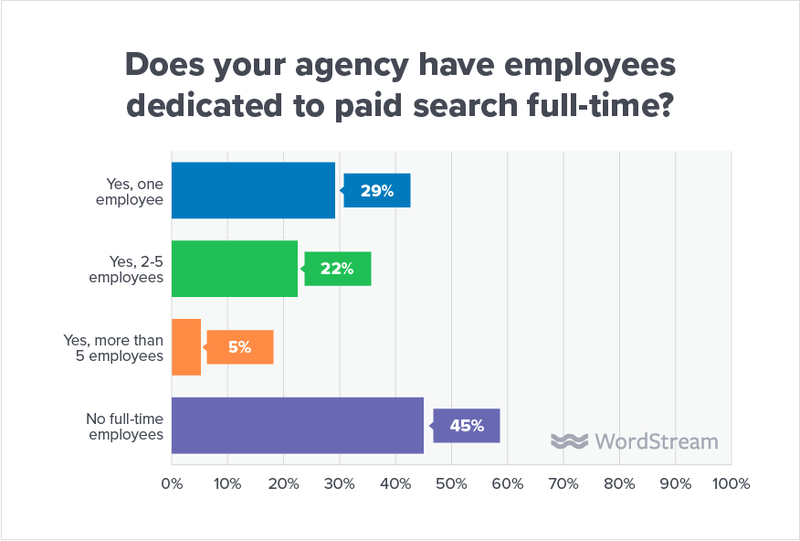 Does your agency have employees
dedicated to paid search full-time?
Yes, one
employee
29%
Yes, 2-5
employees
22%
Yes, more than
5 employees
5%
No full-time
employees
45%
WordStream
0% 10% 20% 30% 40% 50% 60% 70% 80% 90% 100%